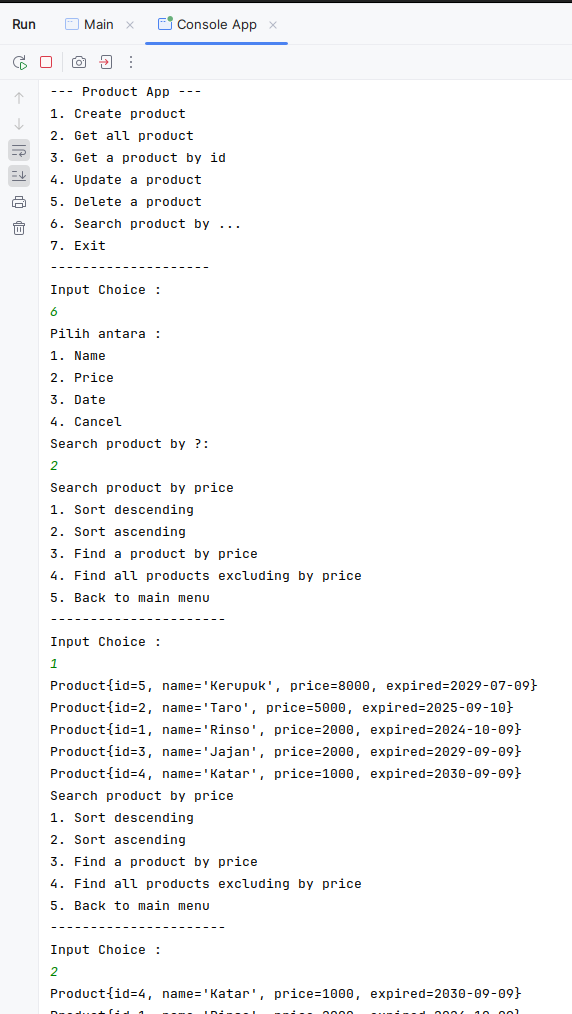 Run Main Console App
--- Product App ---
1. Create product
2. Get all product
3. Get a product by id
4. Update a product
5. Delete a product
6. Search product by ...
7. Exit
--------------------
Input Choice :
6
Pilih antara :
1. Name
2. Price
3. Date
4. Cancel
Search product by ?:
2
Search product by price
1. Sort descending
2. Sort ascending
3. Find a product by price
4. Find all products excluding by price
5. Back to main menu
----------------------
Input Choice :
1
Product{id=5, name='Kerupuk', price=8000, expired=2029-07-09}
Product{id=2, name='Taro', price=5000, expired=2025-09-10}
Product{id=1, name='Rinso', price=2000, expired=2024-10-09}
Product{id=3, name='Jajan', price=2000, expired=2029-09-09}
Product{id=4, name='Katar', price=1000, expired=2030-09-09}
Search product by price
1. Sort descending
2. Sort ascending
3. Find a product by price
4. Find all products excluding by price
5. Back to main menu
----------------------
Input Choice :
2
Product{id=4, name='Katar', price=1000, expired=2030-09-09}